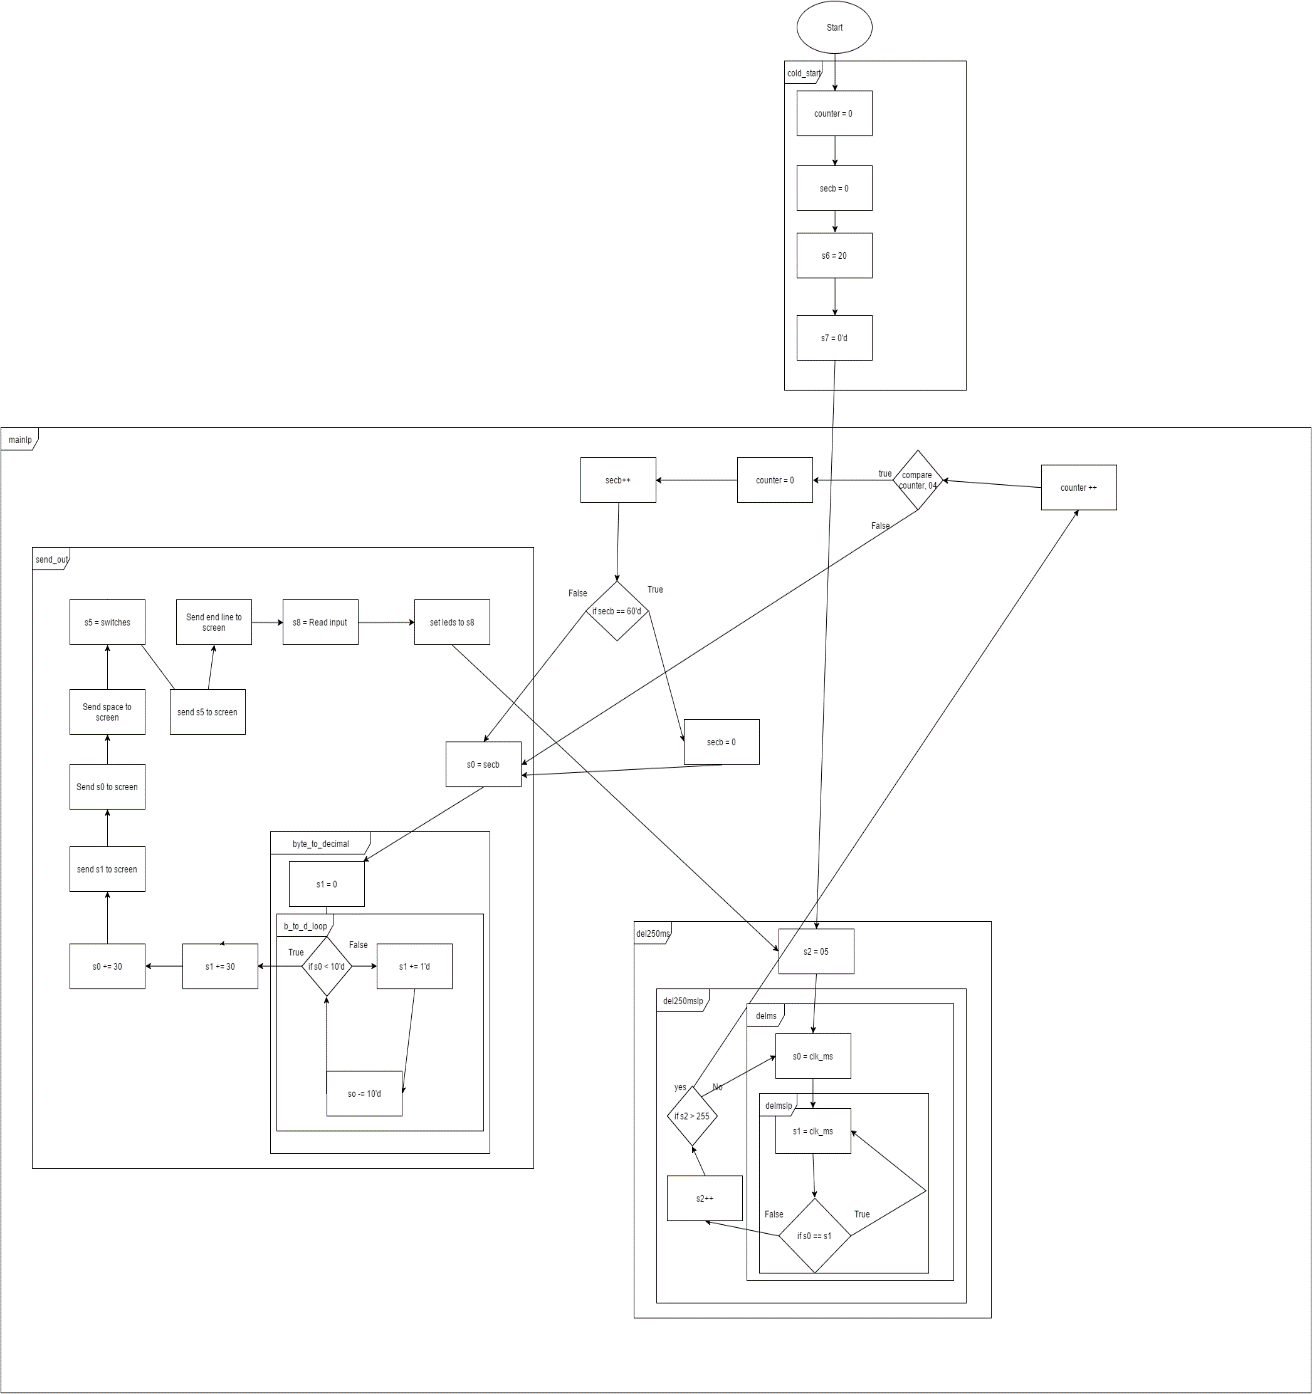 Start
cold_start
counter = 0
secb = 0
s6 = 20
s7 = 0'd
mainlp
secb++
counter = 0
true
compare
counter, 04
counter ++
False
send_out
False
True
if secb == 60'd
s5 = switches
Send end line to
screen
s8 = Read input
set leds to s8
Send space to
screen
send s5 to screen
s0 = secb
secb = 0
Send s0 to screen
byte_to_decimal
send s1 to screen
s1 = 0
b_to_d_loop
True
False
s0 += 30
s1 += 30
if s0 < 10'd
s1 += 1'd
so -= 10'd
del250ms
s2 = 05
del250mslp
delms
s0 = clk_ms
yes
No
if s2 > 255
delmslp
s1 = clk_ms
s2++
False
True
if s0 == s1